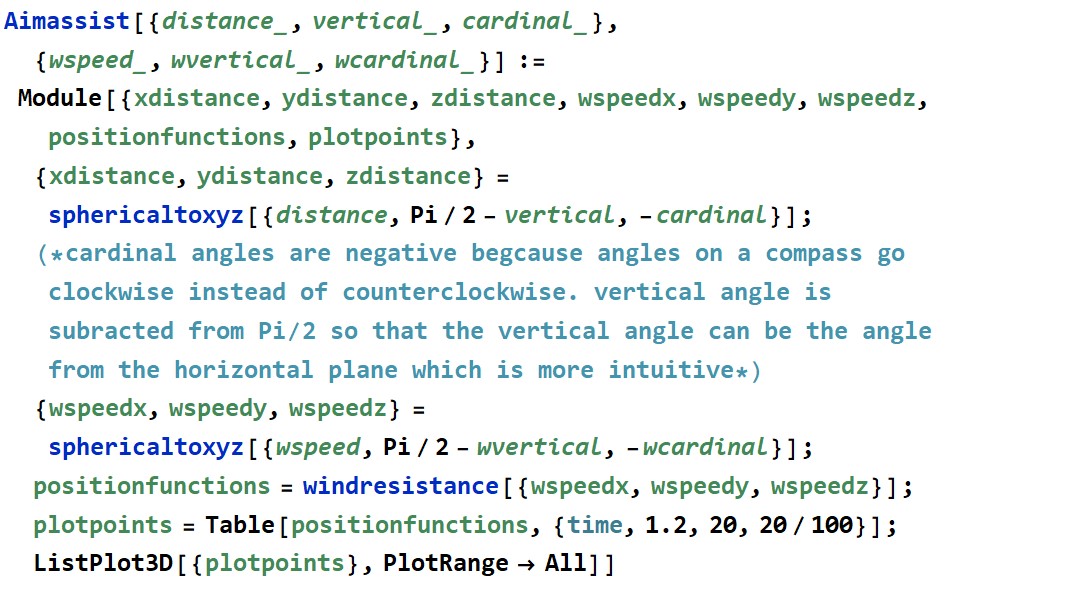 Aimassist[{distance_, vertical_, cardinal_},
{wspeed_, wvertical_, wcardinal_}] :=
Module[{xdistance, ydistance, zdistance, wspeedx, wspeedy, wspeedz,
positionfunctions, plotpoints},
{xdistance, ydistance, zdistance} =
sphericaltoxyz[{distance, Pi / 2 - vertical, -cardinal}];
(*cardinal angles are negative begcause angles on a compass go
clockwise instead of counterclockwise. vertical angle is
subracted from Pi/2 so that the vertical angle can be the angle
from the horizontal plane which is more intuitive*)
{wspeedx, wspeedy, wspeedz} =
sphericaltoxyz[{wspeed, Pi / 2 - wvertical, -wcardinal}];
positionfunctions = windresistance[{wspeedx, wspeedy, wspeedz}];
plotpoints = Table[positionfunctions, {time, 1.2, 20, 20 / 100}];
ListPlot3D[{plotpoints}, PlotRange → All]]